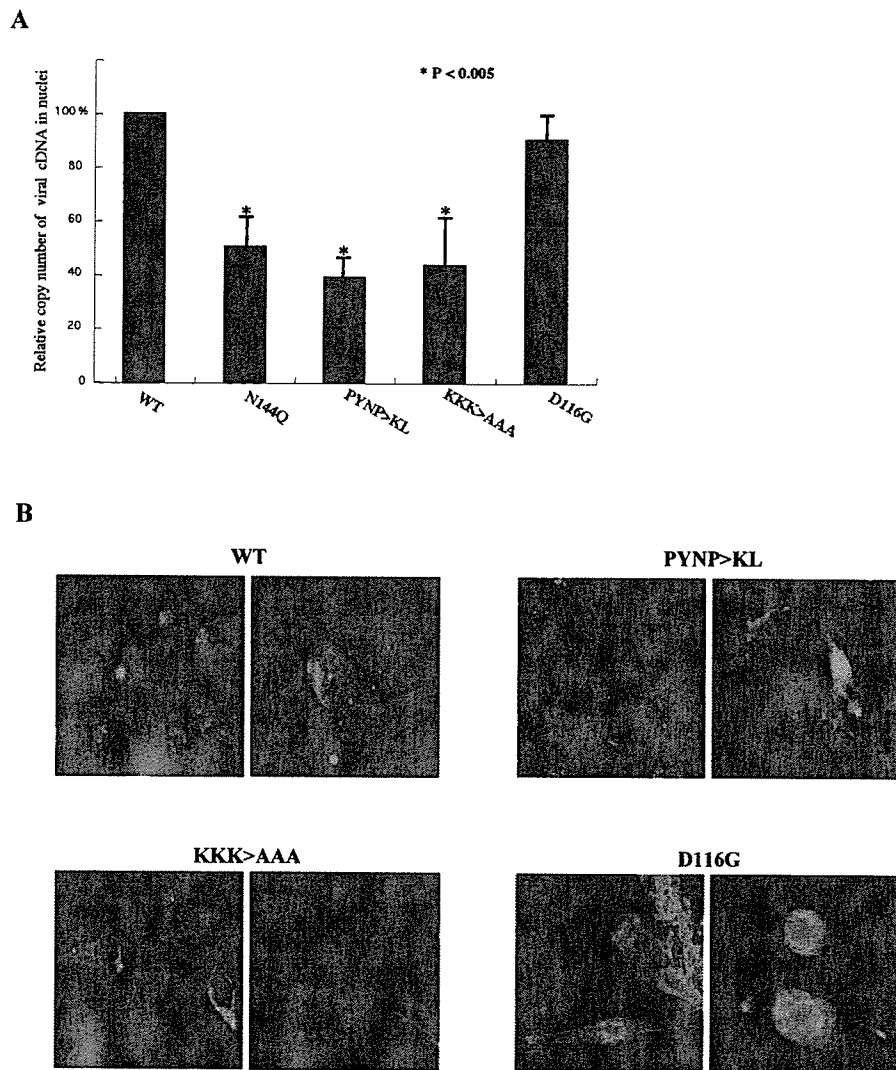 A
* P < 0.005
Relative copy number of viral cDNA in nuclei
100 %
80
60
40
20
0
*
*
*
WT
N144Q
PYNP>KL
KKK>AAA
D116G
B
WT
PYNP>KL
KKK>AAA
D116G